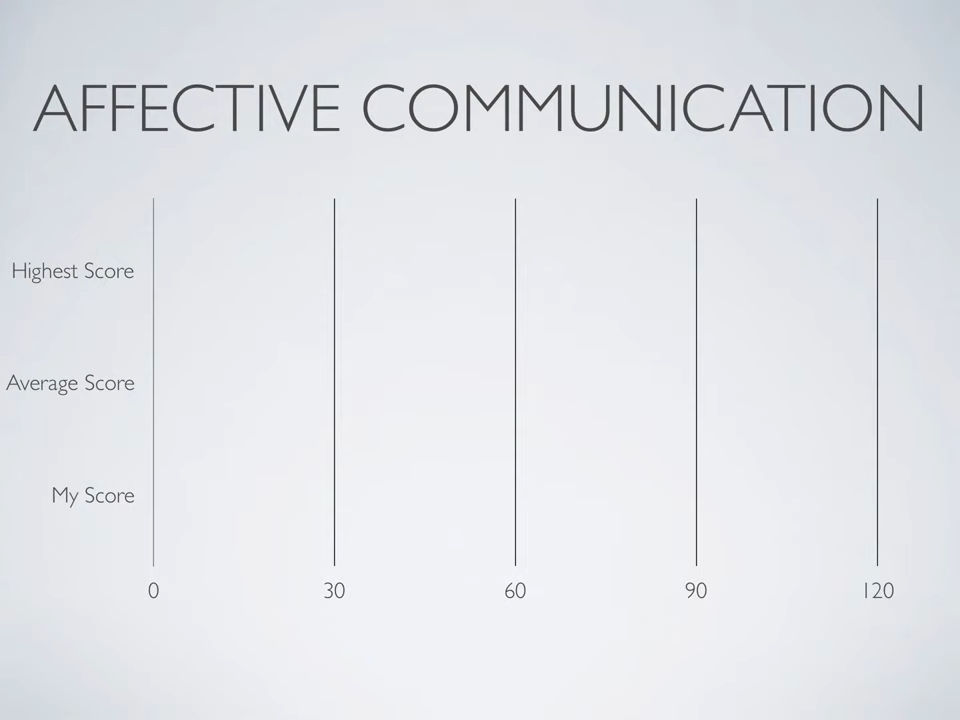 AFFECTIVE COMMUNICATION
Highest Score
Average Score
My Score
0 30 60 90 120